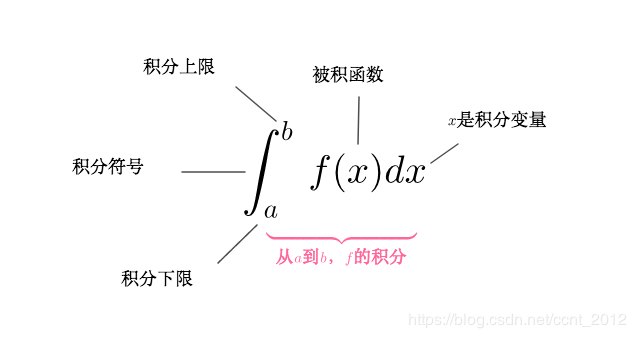 积分上限
被积函数
x是积分变量
积分符号
∫_a^b f(x)dx
从a到b，f的积分
积分下限
https://blog.csdn.net/ccnt_2012